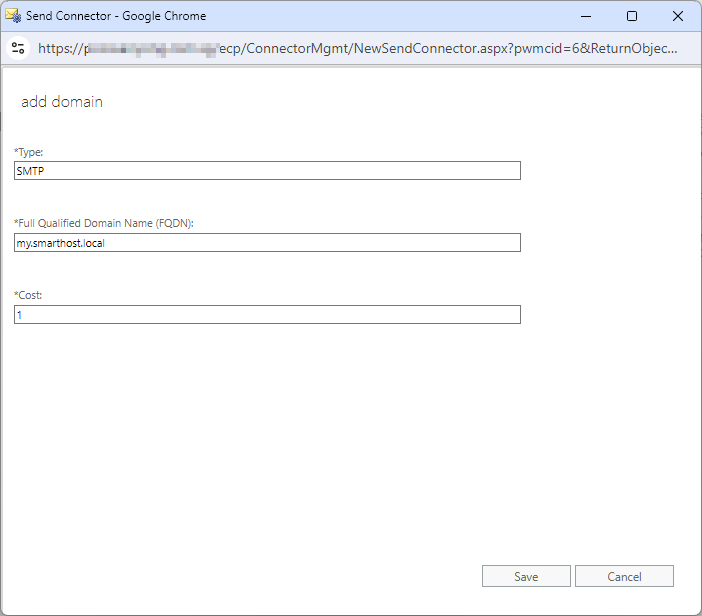 Send Connector - Google Chrome
https://p ecp/ConnectorMgmt/NewSendConnector.aspx?pwmcid=6&ReturnObjec...
add domain
*Type:
SMTP
*Full Qualified Domain Name (FQDN):
my.smarthost.local
*Cost:
1
Save Cancel